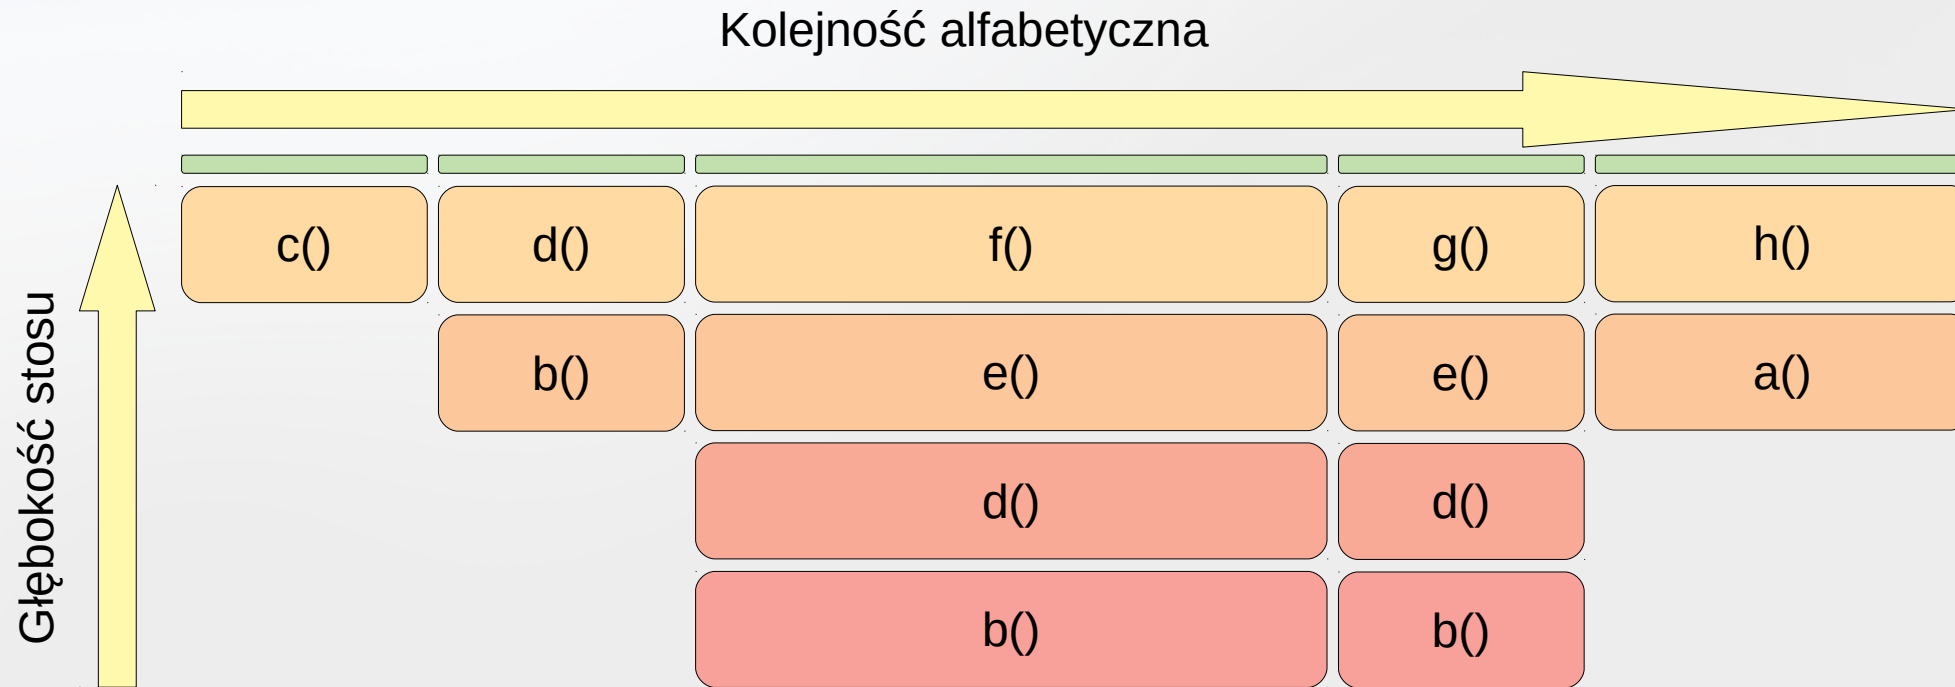 Kolejność alfabetyczna
Głębokość stosu
c() d() f() g() h()
b() e() e() a()
d() d()
b() b()